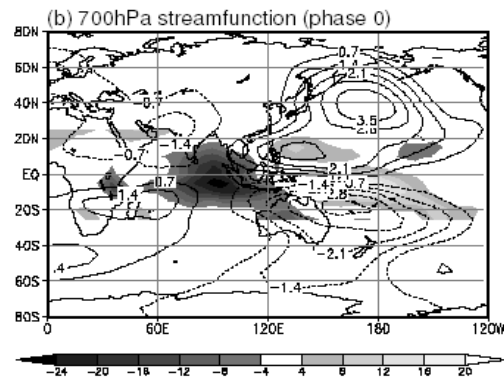 (b) 700hPa streamfunction (phase 0)
80N
60N
40N
20N
EQ
20S
40S
60S
80S
0.7
1.4
2.1
-0.7
3.5
-1.4
-0.7
2.1
0.7
-1.4
0.7
1.4
-2.1
-1.4
0 60E 120E 180 120W
-24 -20 -16 -12 -8 -4 4 8 12 16 20